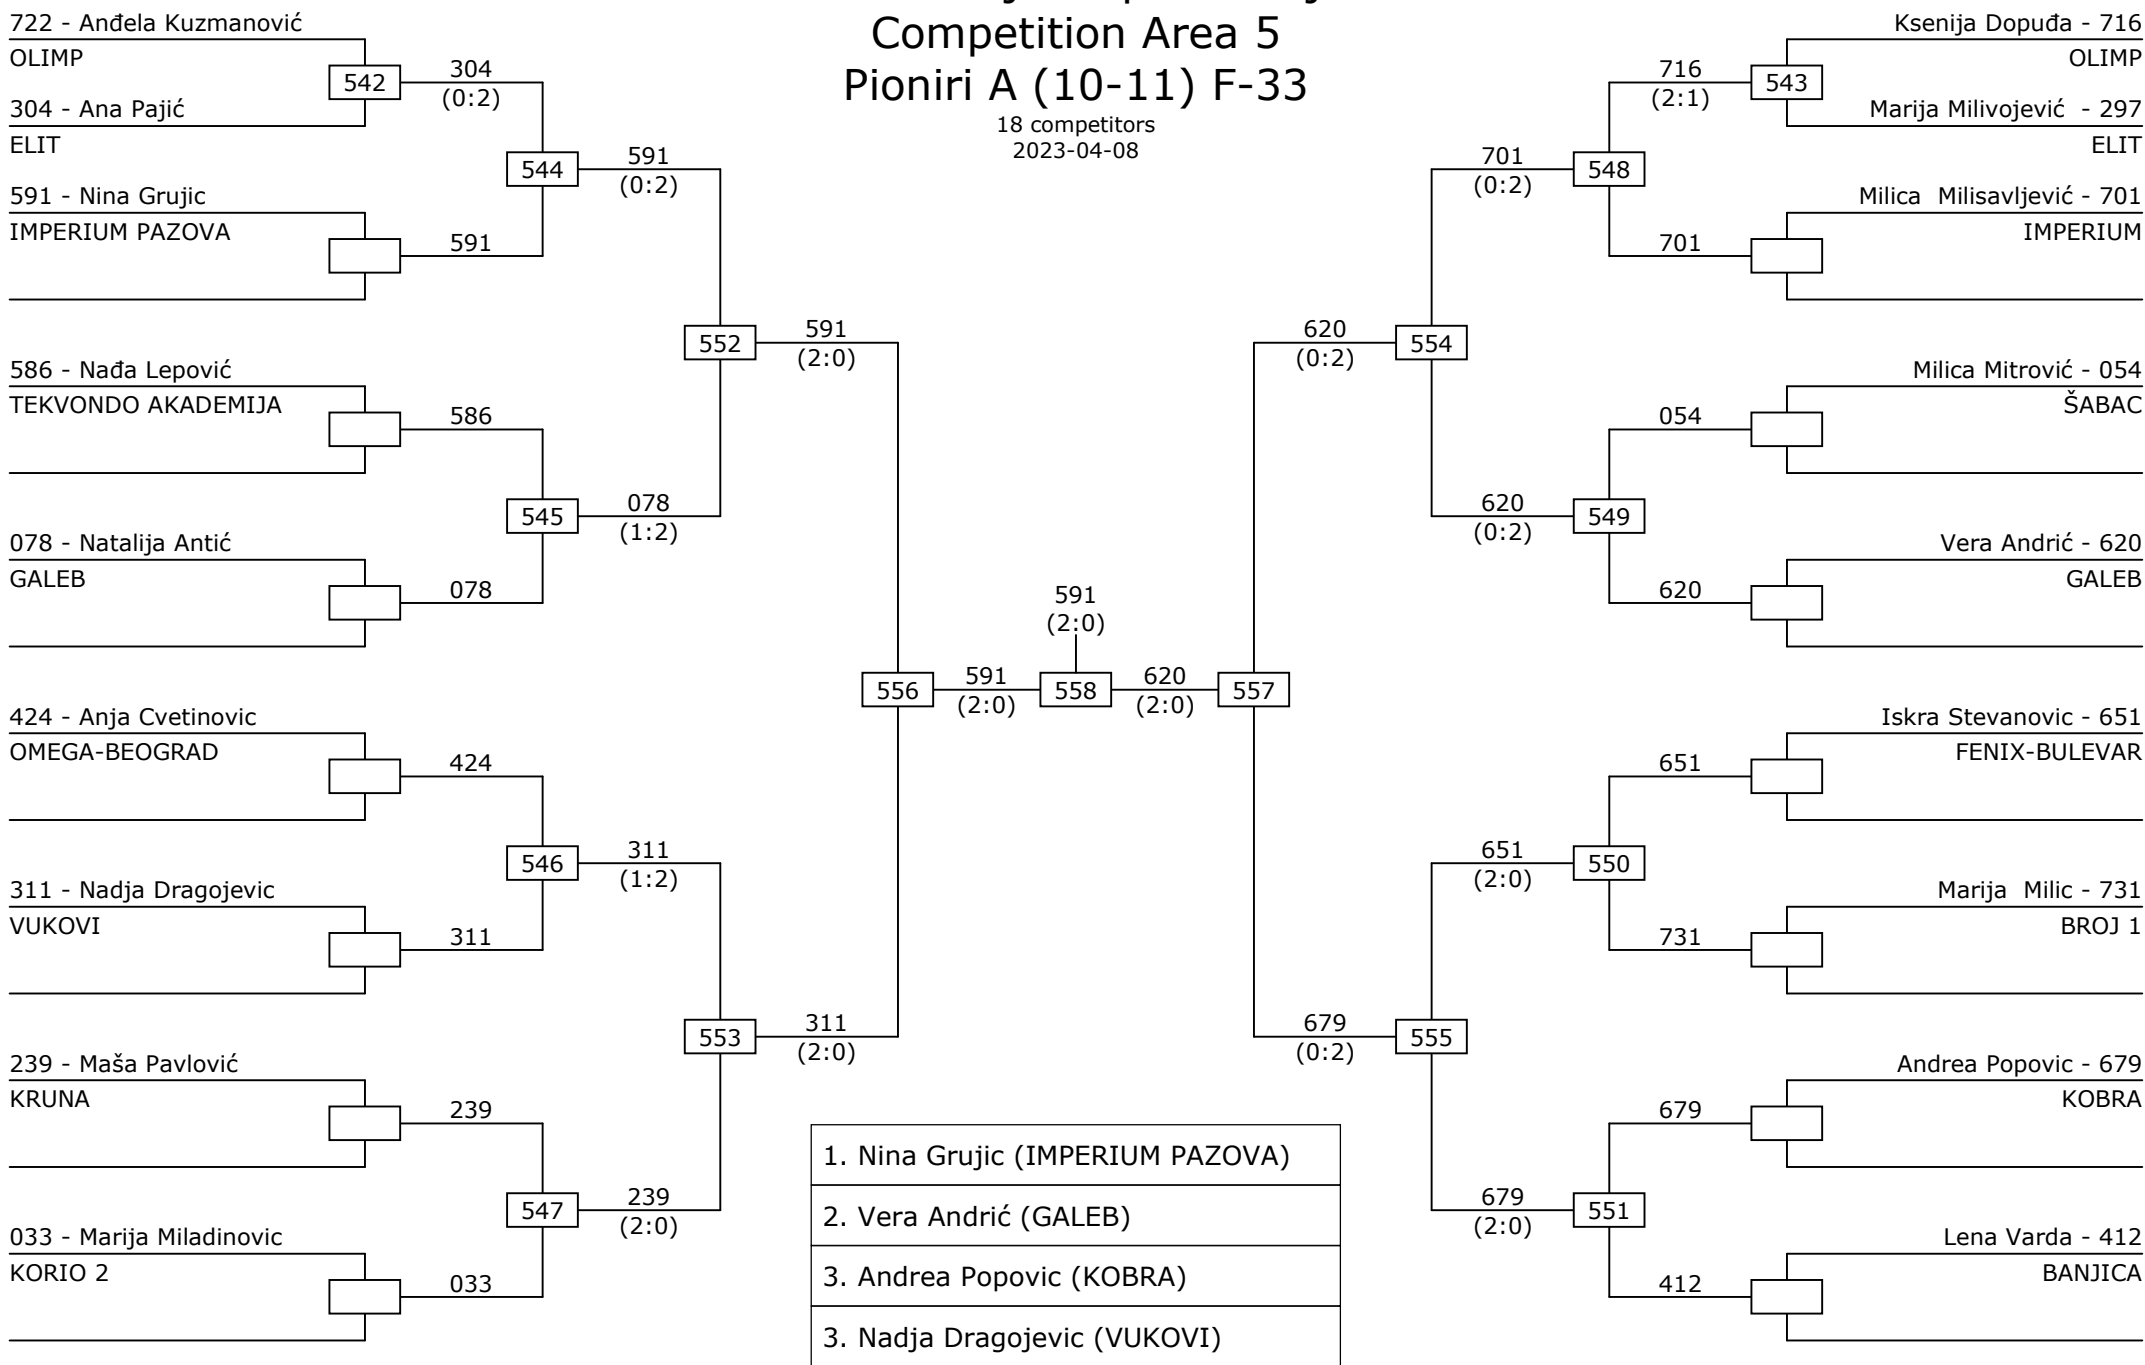 Competition Area 5
Pioniri A (10-11) F-33
18 competitors
2023-04-08
722 - Anđela Kuzmanović
OLIMP
542
304
(0:2)
304 - Ana Pajić
ELIT
544
591
(0:2)
591 - Nina Grujic
IMPERIUM PAZOVA
591
552
591
(2:0)
586 - Nađa Lepović
TEKVONDO AKADEMIJA
586
545
078
(1:2)
078 - Natalija Antić
GALEB
078
556
591
(2:0)
424 - Anja Cvetinovic
OMEGA-BEOGRAD
424
546
311
(1:2)
311 - Nadja Dragojevic
VUKOVI
311
553
311
(2:0)
239 - Maša Pavlović
KRUNA
239
547
239
(2:0)
033 - Marija Miladinovic
KORIO 2
033
591
(2:0)
558
Ksenija Dopuđa - 716
OLIMP
716
(2:1)
543
Marija Milivojević - 297
ELIT
701
(0:2)
548
Milica Milisavljević - 701
IMPERIUM
701
620
(0:2)
554
Milica Mitrović - 054
ŠABAC
054
620
(0:2)
549
Vera Andrić - 620
GALEB
620
620
(2:0)
557
Iskra Stevanovic - 651
FENIX-BULEVAR
651
651
(2:0)
550
Marija Milic - 731
BROJ 1
731
679
(0:2)
555
Andrea Popovic - 679
KOBRA
679
679
(2:0)
551
Lena Varda - 412
BANJICA
412
1. Nina Grujic (IMPERIUM PAZOVA)
2. Vera Andrić (GALEB)
3. Andrea Popovic (KOBRA)
3. Nadja Dragojevic (VUKOVI)